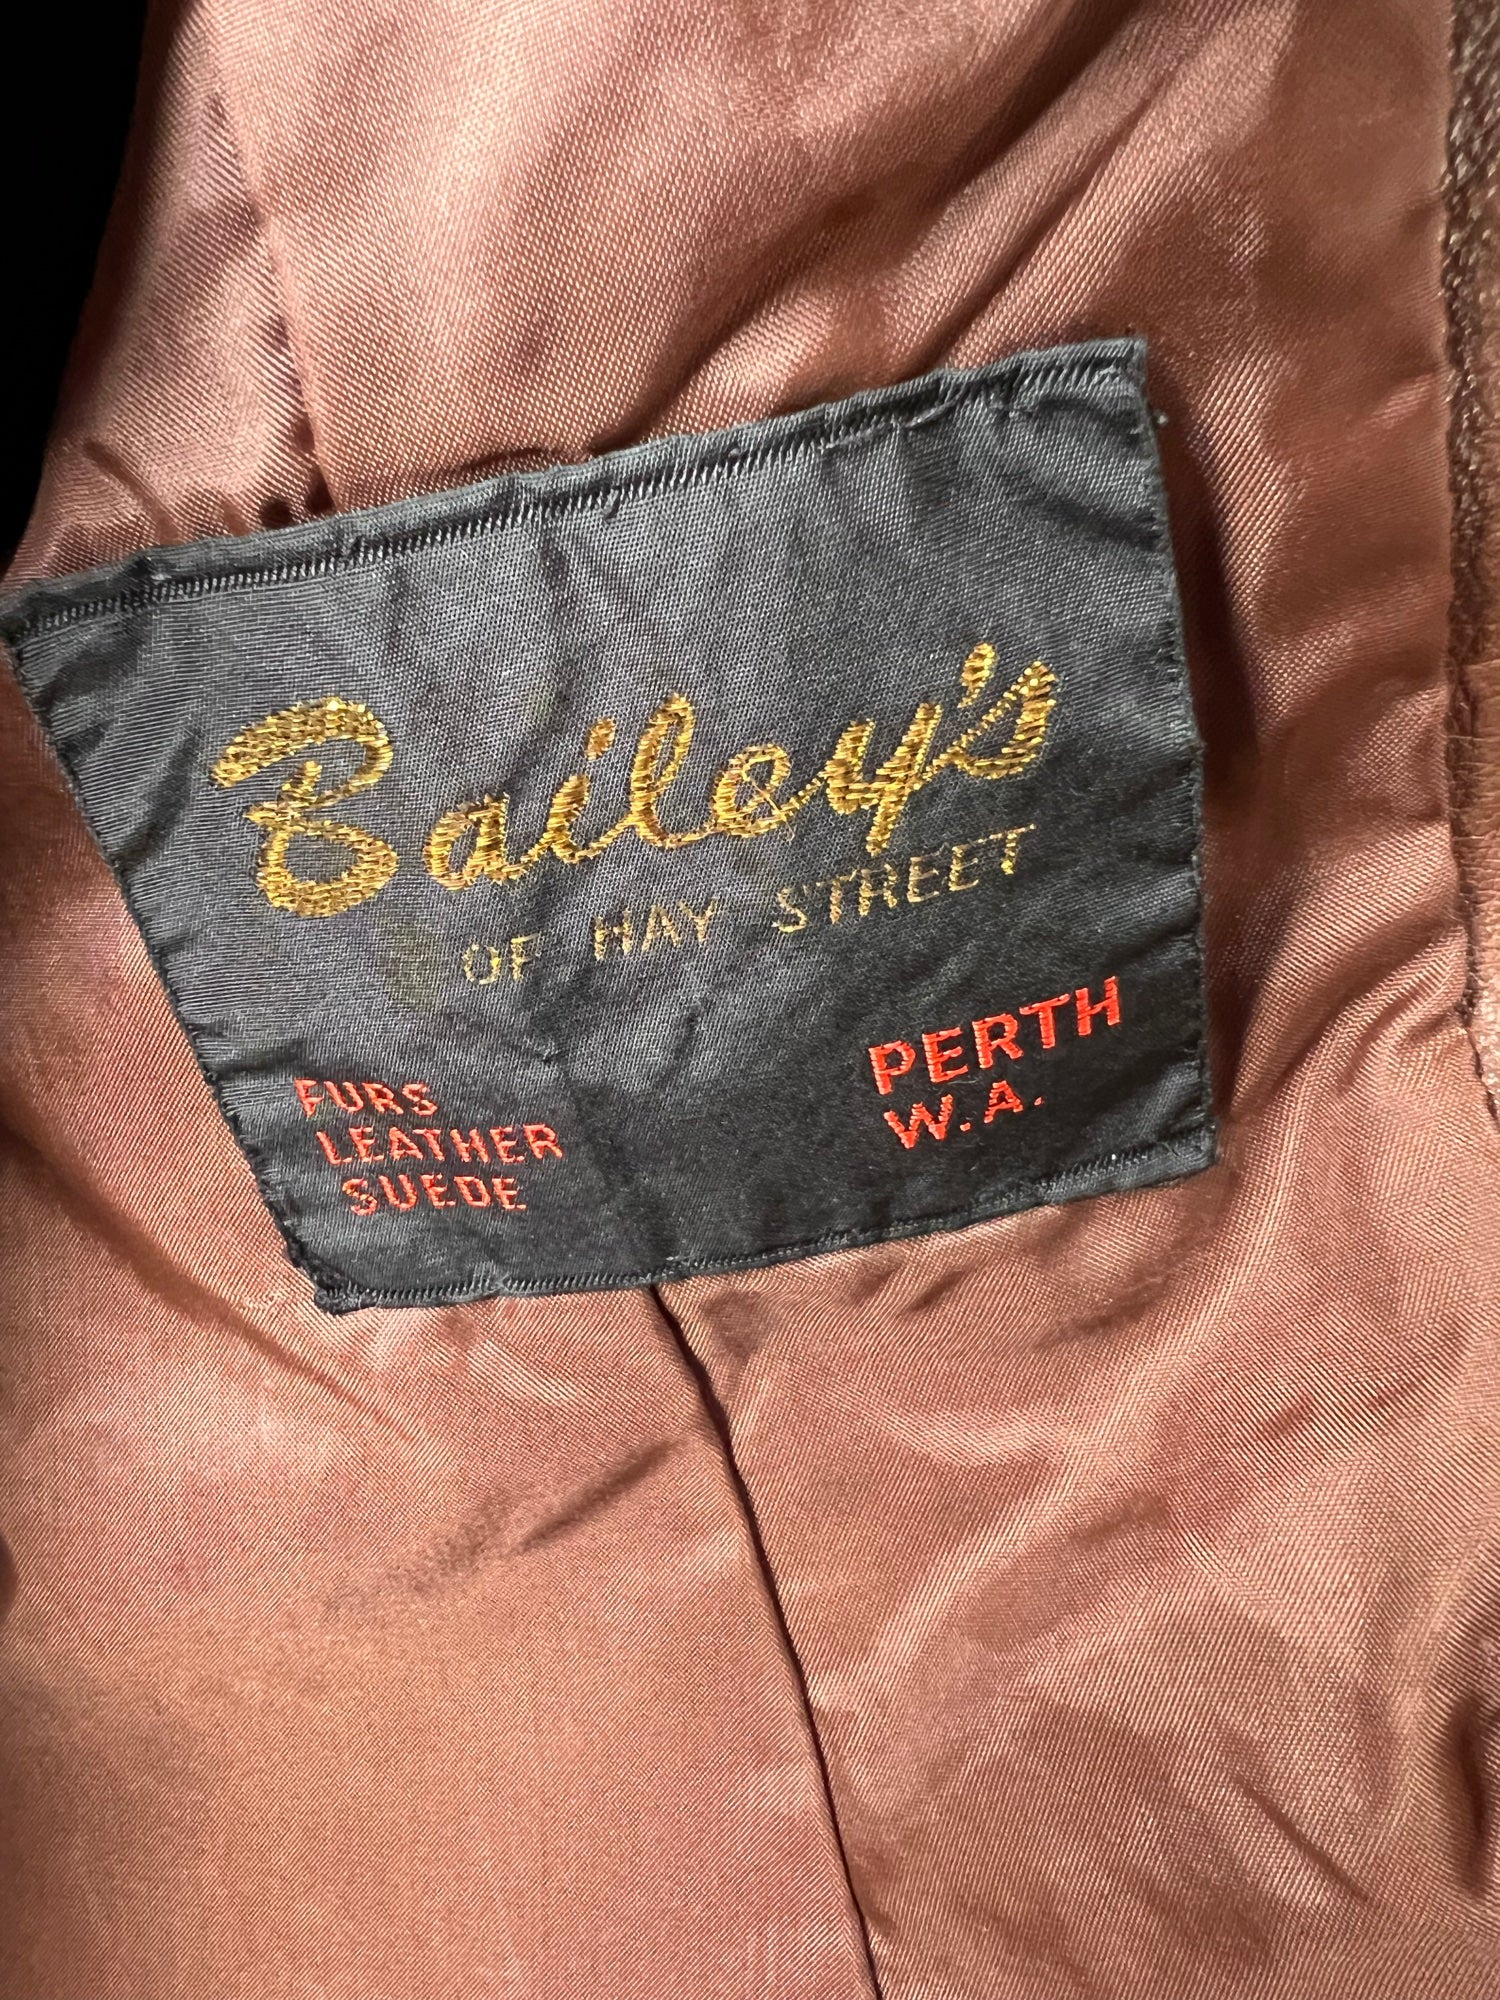 Bailey's
OF HAY STREET
FURS
LEATHER
SUEDE
PERTH
W.A.